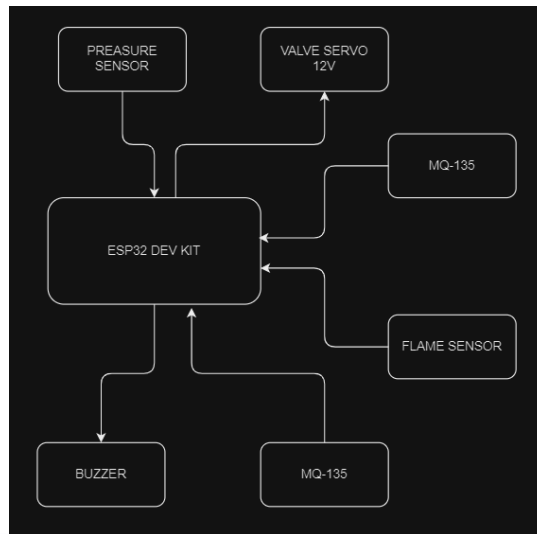 PREASURE
SENSOR
VALVE SERVO
12V
MQ-135
ESP32 DEV KIT
FLAME SENSOR
BUZZER
MQ-135